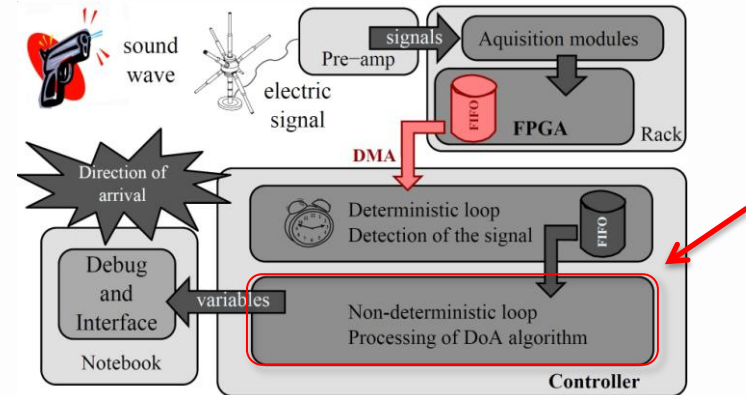 sound
wave
electric
signal
Pre-amp
signals
Aquisition modules
FIFO
FPGA
Rack
DMA
Direction of
arrival
Deterministic loop
Detection of the signal
FIFO
Debug
and
Interface
Notebook
variables
Non-deterministic loop
Processing of DoA algorithm
Controller